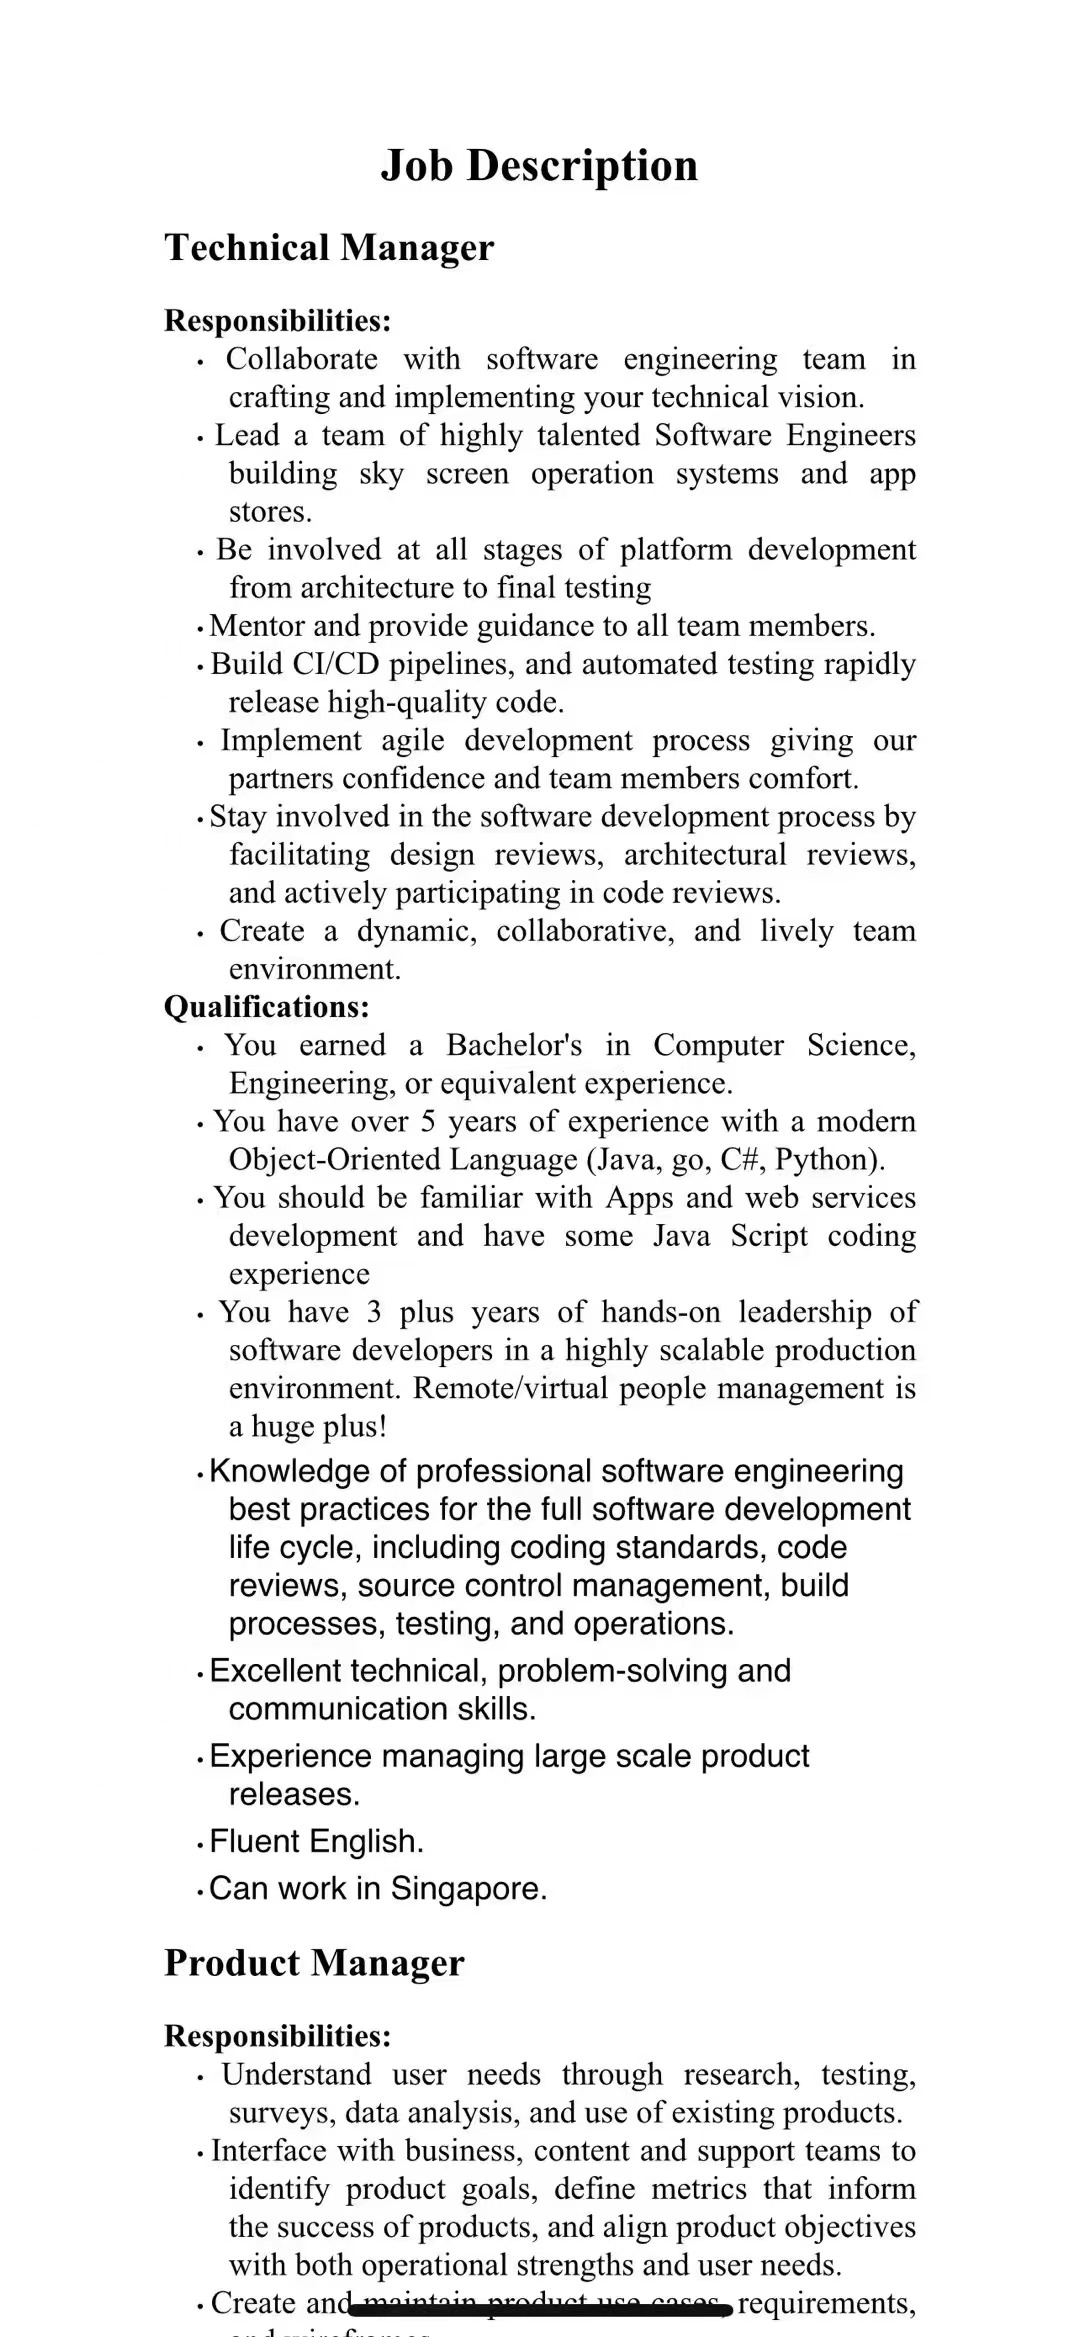 Job Description
Technical Manager
Responsibilities:
• Collaborate with software engineering team in
crafting and implementing your technical vision.
• Lead a team of highly talented Software Engineers
building sky screen operation systems and app
stores.
• Be involved at all stages of platform development
from architecture to final testing
• Mentor and provide guidance to all team members.
• Build CI/CD pipelines, and automated testing rapidly
release high-quality code.
• Implement agile development process giving our
partners confidence and team members comfort.
• Stay involved in the software development process by
facilitating design reviews, architectural reviews,
and actively participating in code reviews.
• Create a dynamic, collaborative, and lively team
environment.
Qualifications:
• You earned a Bachelor's in Computer Science,
Engineering, or equivalent experience.
• You have over 5 years of experience with a modern
Object-Oriented Language (Java, go, C#, Python).
• You should be familiar with Apps and web services
development and have some Java Script coding
experience
• You have 3 plus years of hands-on leadership of
software developers in a highly scalable production
environment. Remote/virtual people management is
a huge plus!
• Knowledge of professional software engineering
best practices for the full software development
life cycle, including coding standards, code
reviews, source control management, build
processes, testing, and operations.
• Excellent technical, problem-solving and
communication skills.
• Experience managing large scale product
releases.
• Fluent English.
• Can work in Singapore.
Product Manager
Responsibilities:
• Understand user needs through research, testing,
surveys, data analysis, and use of existing products.
• Interface with business, content and support teams to
identify product goals, define metrics that inform
the success of products, and align product objectives
with both operational strengths and user needs.
• Create and maintain product use cases, requirements,